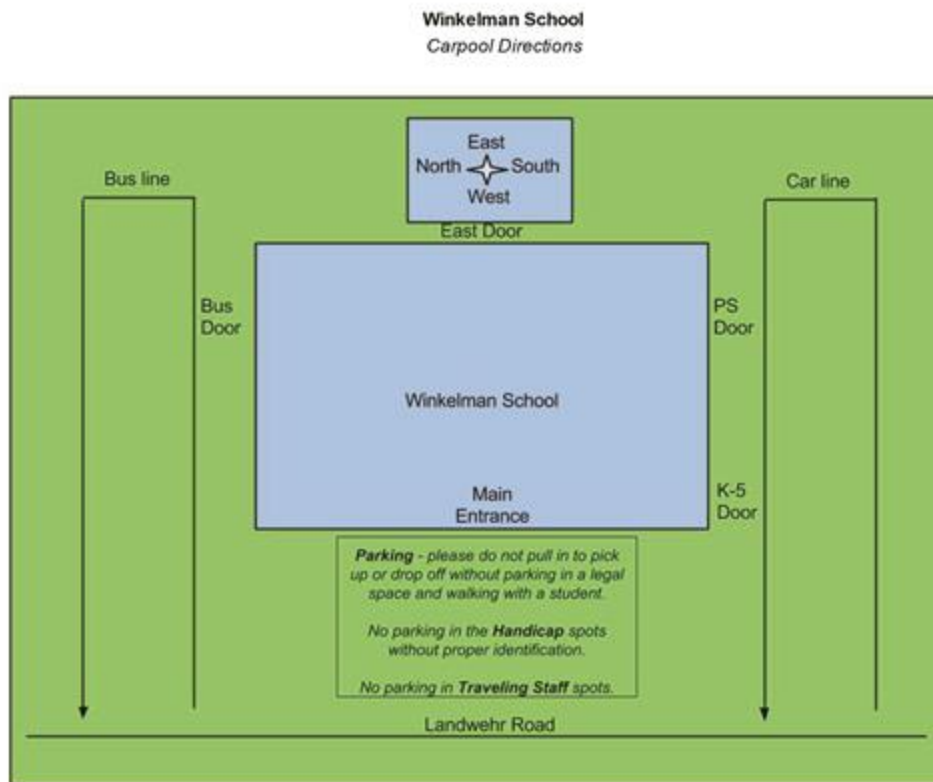 Winkelman School
Carpool Directions
East
North South
West
Bus line
Car line
East Door
Bus
Door
PS
Door
Winkelman School
Main
Entrance
K-5
Door
Parking - please do not pull in to pick
up or drop off without parking in a legal
space and walking with a student.
No parking in the Handicap spots
without proper identification.
No parking in Traveling Staff spots.
Landwehr Road